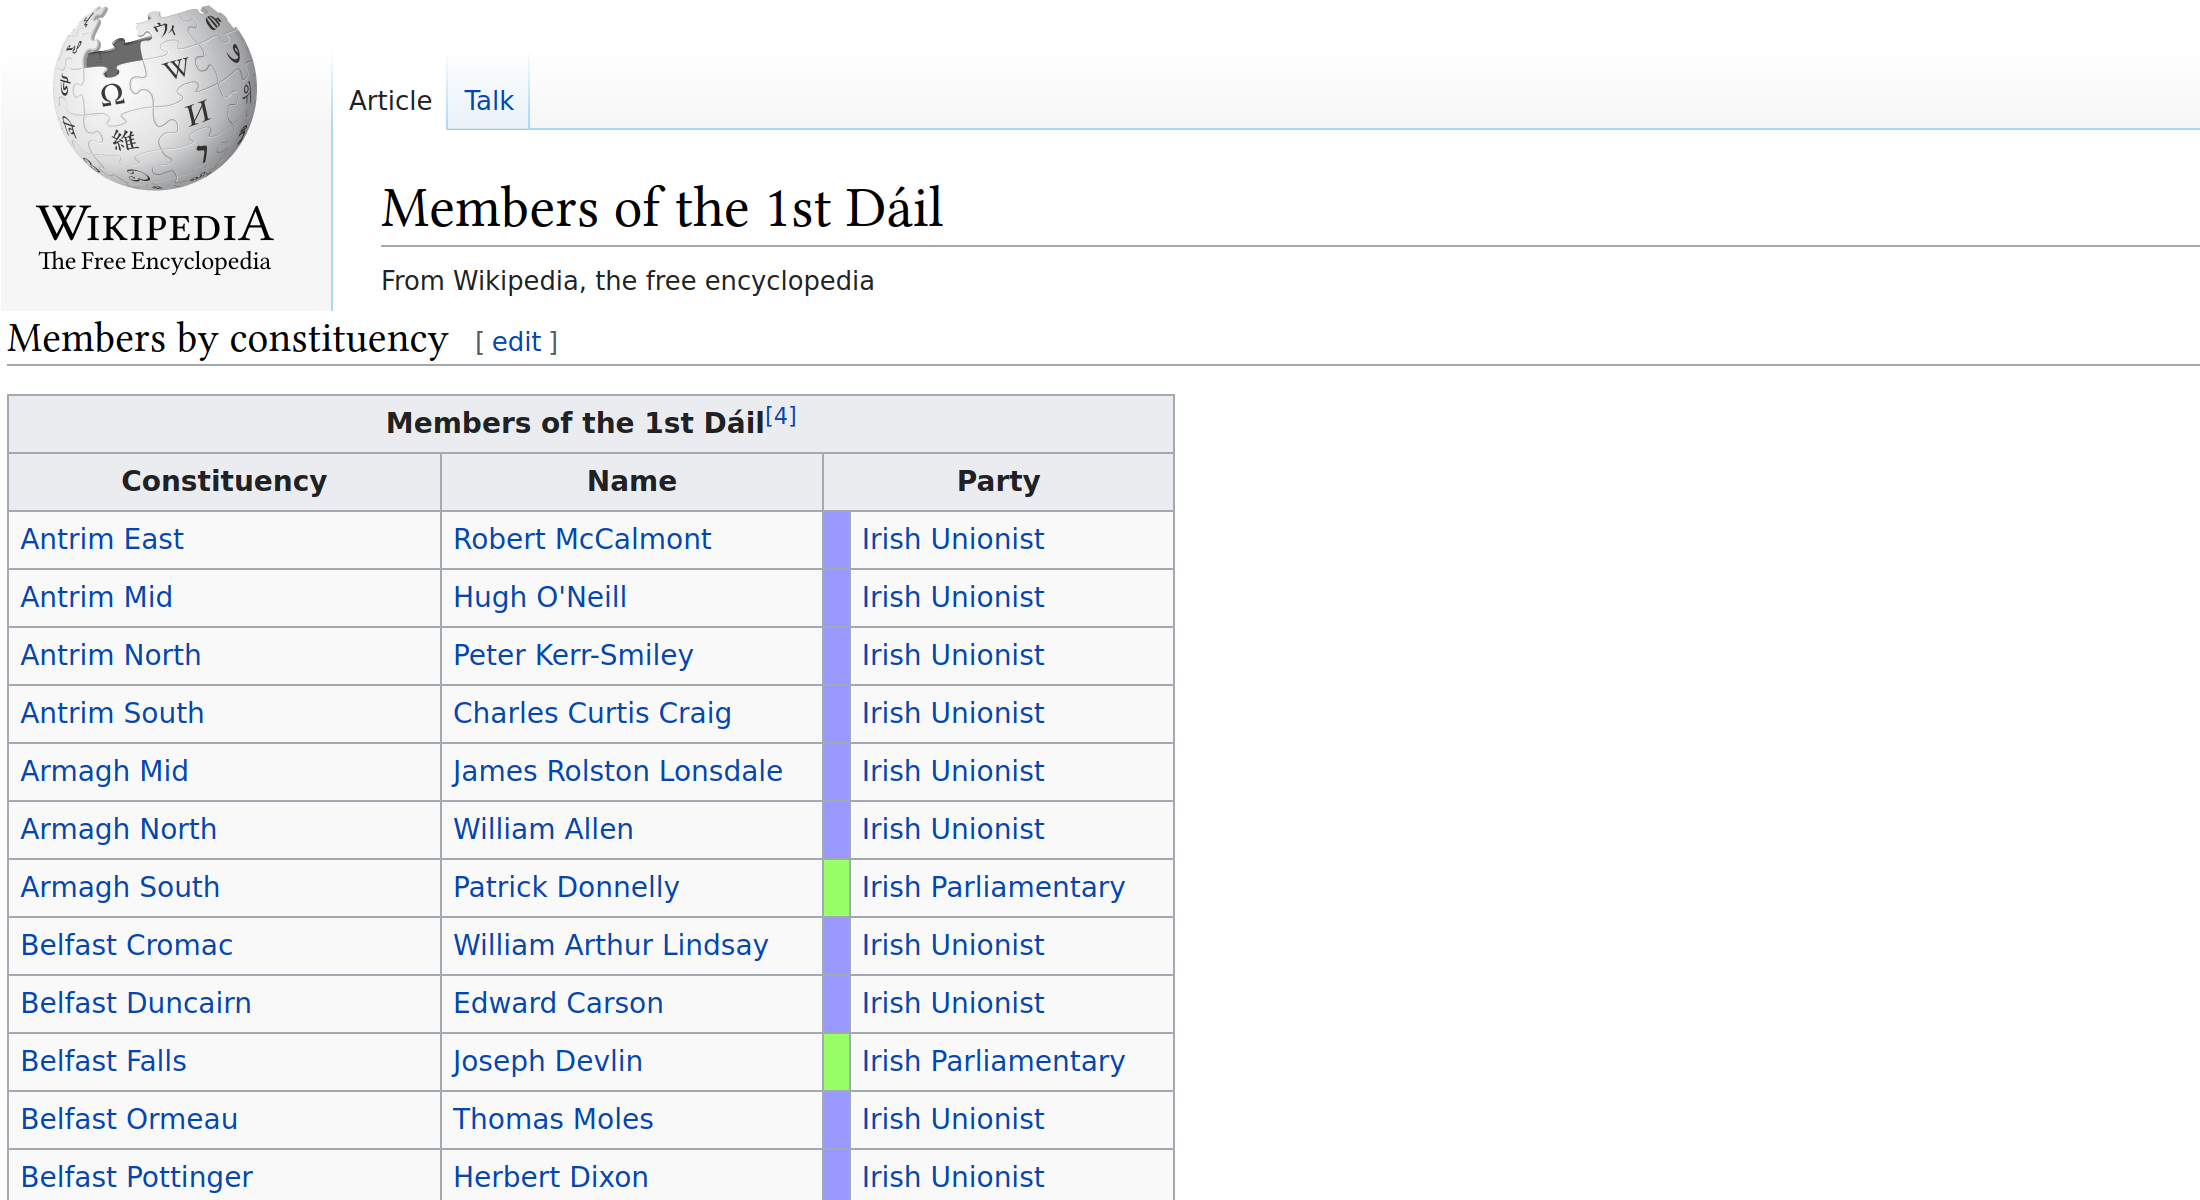 WIKIPEDIA
The Free Encyclopedia
Article Talk
Members of the 1st Dáil
From Wikipedia, the free encyclopedia
Members by constituency [ edit ]
Members of the 1st Dáil[4]
Constituency Name Party
Antrim East Robert McCalmont Irish Unionist
Antrim Mid Hugh O'Neill Irish Unionist
Antrim North Peter Kerr-Smiley Irish Unionist
Antrim South Charles Curtis Craig Irish Unionist
Armagh Mid James Rolston Lonsdale Irish Unionist
Armagh North William Allen Irish Unionist
Armagh South Patrick Donnelly Irish Parliamentary
Belfast Cromac William Arthur Lindsay Irish Unionist
Belfast Duncairn Edward Carson Irish Unionist
Belfast Falls Joseph Devlin Irish Parliamentary
Belfast Ormeau Thomas Moles Irish Unionist
Belfast Pottinger Herbert Dixon Irish Unionist